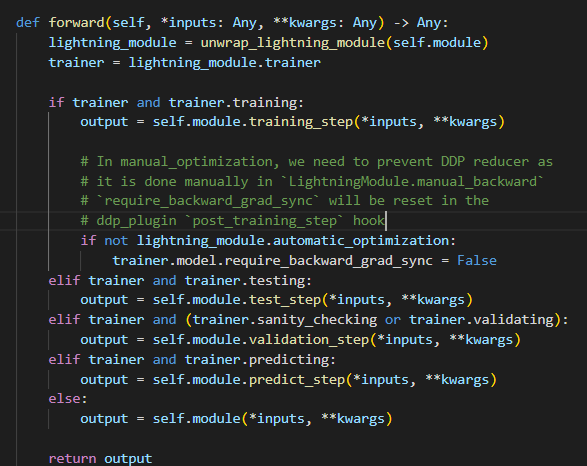 def forward(self, *inputs: Any, **kwargs: Any) -> Any:
    lightning_module = unwrap_lightning_module(self.module)
    trainer = lightning_module.trainer

    if trainer and trainer.training:
        output = self.module.training_step(*inputs, **kwargs)

        # In manual_optimization, we need to prevent DDP reducer as
        # it is done manually in `LightningModule.manual_backward`
        # `require_backward_grad_sync` will be reset in the
        # ddp_plugin `post_training_step` hook
        if not lightning_module.automatic_optimization:
            trainer.model.require_backward_grad_sync = False
    elif trainer and trainer.testing:
        output = self.module.test_step(*inputs, **kwargs)
    elif trainer and (trainer.sanity_checking or trainer.validating):
        output = self.module.validation_step(*inputs, **kwargs)
    elif trainer and trainer.predicting:
        output = self.module.predict_step(*inputs, **kwargs)
    else:
        output = self.module(*inputs, **kwargs)

    return output